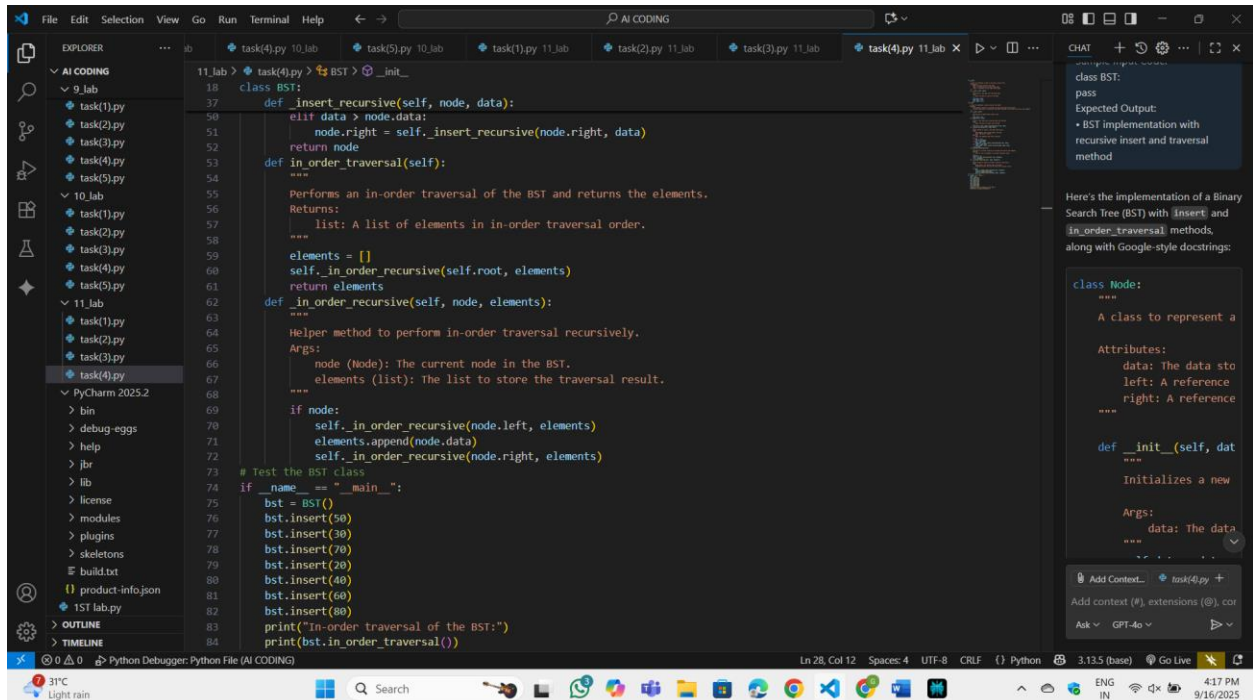 File Edit Selection View Go Run Terminal Help
AI CODING
EXPLORER
AI CODING
9_lab
task(1).py
task(2).py
task(3).py
task(4).py
task(5).py
10_lab
task(1).py
task(2).py
task(3).py
task(4).py
task(5).py
11_lab
task(1).py
task(2).py
task(3).py
task(4).py
PyCharm 2025.2
bin
debug-eggs
help
jbr
lib
license
modules
plugins
skeletons
build.txt
product-info.json
1ST lab.py
OUTLINE
TIMELINE
task(4).py 10_lab task(5).py 10_lab task(1).py 11_lab task(2).py 11_lab task(3).py 11_lab task(4).py 11_lab
11_lab > task(4).py > BST > __init__
18 class BST:
37 def _insert_recursive(self, node, data):
50 elif data > node.data:
51 node.right = self._insert_recursive(node.right, data)
52 return node
53 def in_order_traversal(self):
54 """
55 Performs an in-order traversal of the BST and returns the elements.
56 Returns:
57 list: A list of elements in in-order traversal order.
58 """
59 elements = []
60 self._in_order_recursive(self.root, elements)
61 return elements
62 def _in_order_recursive(self, node, elements):
63 """
64 Helper method to perform in-order traversal recursively.
65 Args:
66 node (Node): The current node in the BST.
67 elements (list): The list to store the traversal result.
68 """
69 if node:
70 self._in_order_recursive(node.left, elements)
71 elements.append(node.data)
72 self._in_order_recursive(node.right, elements)
73 # Test the BST class
74 if __name__ == "__main__":
75 bst = BST()
76 bst.insert(50)
77 bst.insert(30)
78 bst.insert(70)
79 bst.insert(20)
80 bst.insert(40)
81 bst.insert(60)
82 bst.insert(80)
83 print("In-order traversal of the BST:")
84 print(bst.in_order_traversal())
CHAT
Sample Input Code:
class BST:
pass
Expected Output:
• BST implementation with
recursive insert and traversal
method
Here's the implementation of a Binary
Search Tree (BST) with insert and
in_order_traversal methods,
along with Google-style docstrings:
class Node:
"""
A class to represent a
Attributes:
data: The data sto
left: A reference
right: A reference
"""
def __init__(self, dat
"""
Initializes a new
Args:
data: The data
"""
Add Context... task(4).py +
Add context (#), extensions (@), cor
Ask GPT-4o
0 0 Python Debugger: Python File (AI CODING)
Ln 28, Col 12 Spaces: 4 UTF-8 CRLF {} Python 3.13.5 (base) Go Live
31°C
Light rain
Search
ENG
IN
4:17 PM
9/16/2025